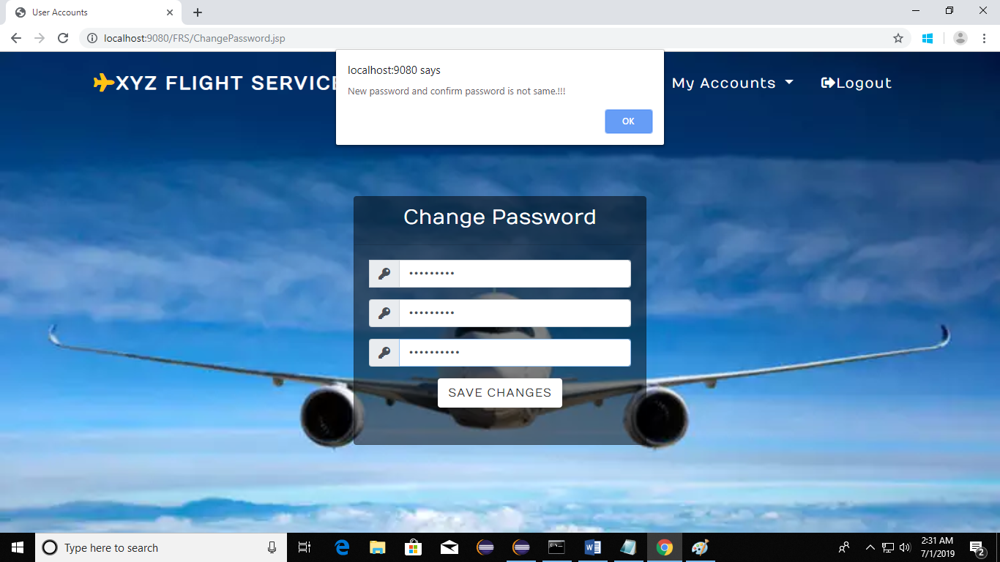 User Accounts
localhost:9080/FRS/ChangePassword.jsp
localhost:9080 says
New password and confirm password is not same.!!!
OK
XYZ FLIGHT SERVICE
My Accounts
Logout
Change Password
•••••••••
•••••••••
••••••••••
SAVE CHANGES
Type here to search
2:31 AM
7/1/2019
2